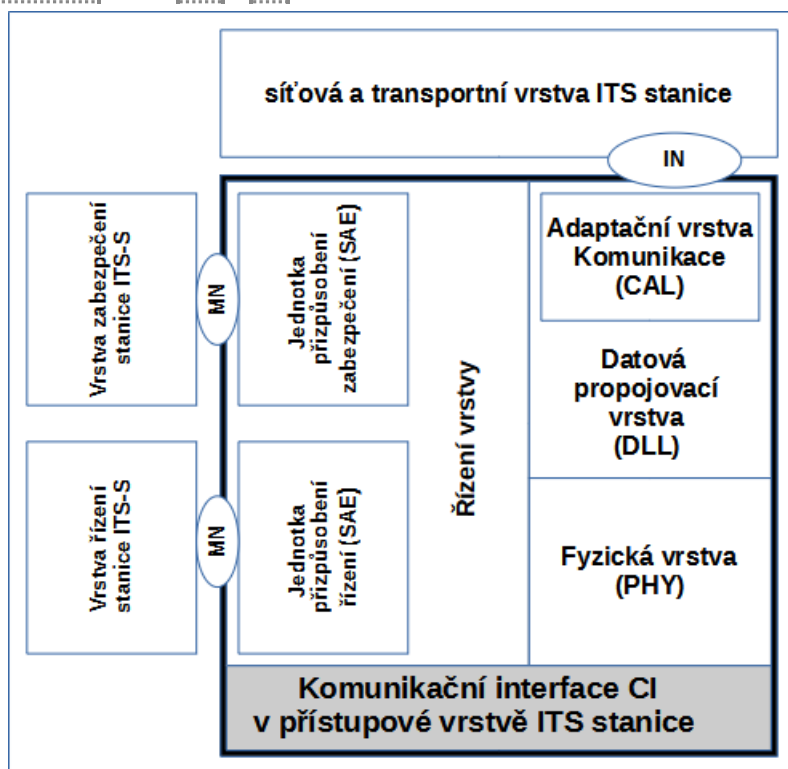 síťová a transportní vrstva ITS stanice
IN
Vrstva zabezpečení
stanice ITS-S
MN
Jednotka
přizpůsobení
zabezpečení (SAE)
Řízení vrstvy
Adaptační vrstva
Komunikace
(CAL)
Datová
propojovací
vrstva
(DLL)
Vrstva řízení
stanice ITS-S
MN
Jednotka
přizpůsobení
řízení (SAE)
Fyzická vrstva
(PHY)
Komunikační interface CI
v přístupové vrstvě ITS stanice